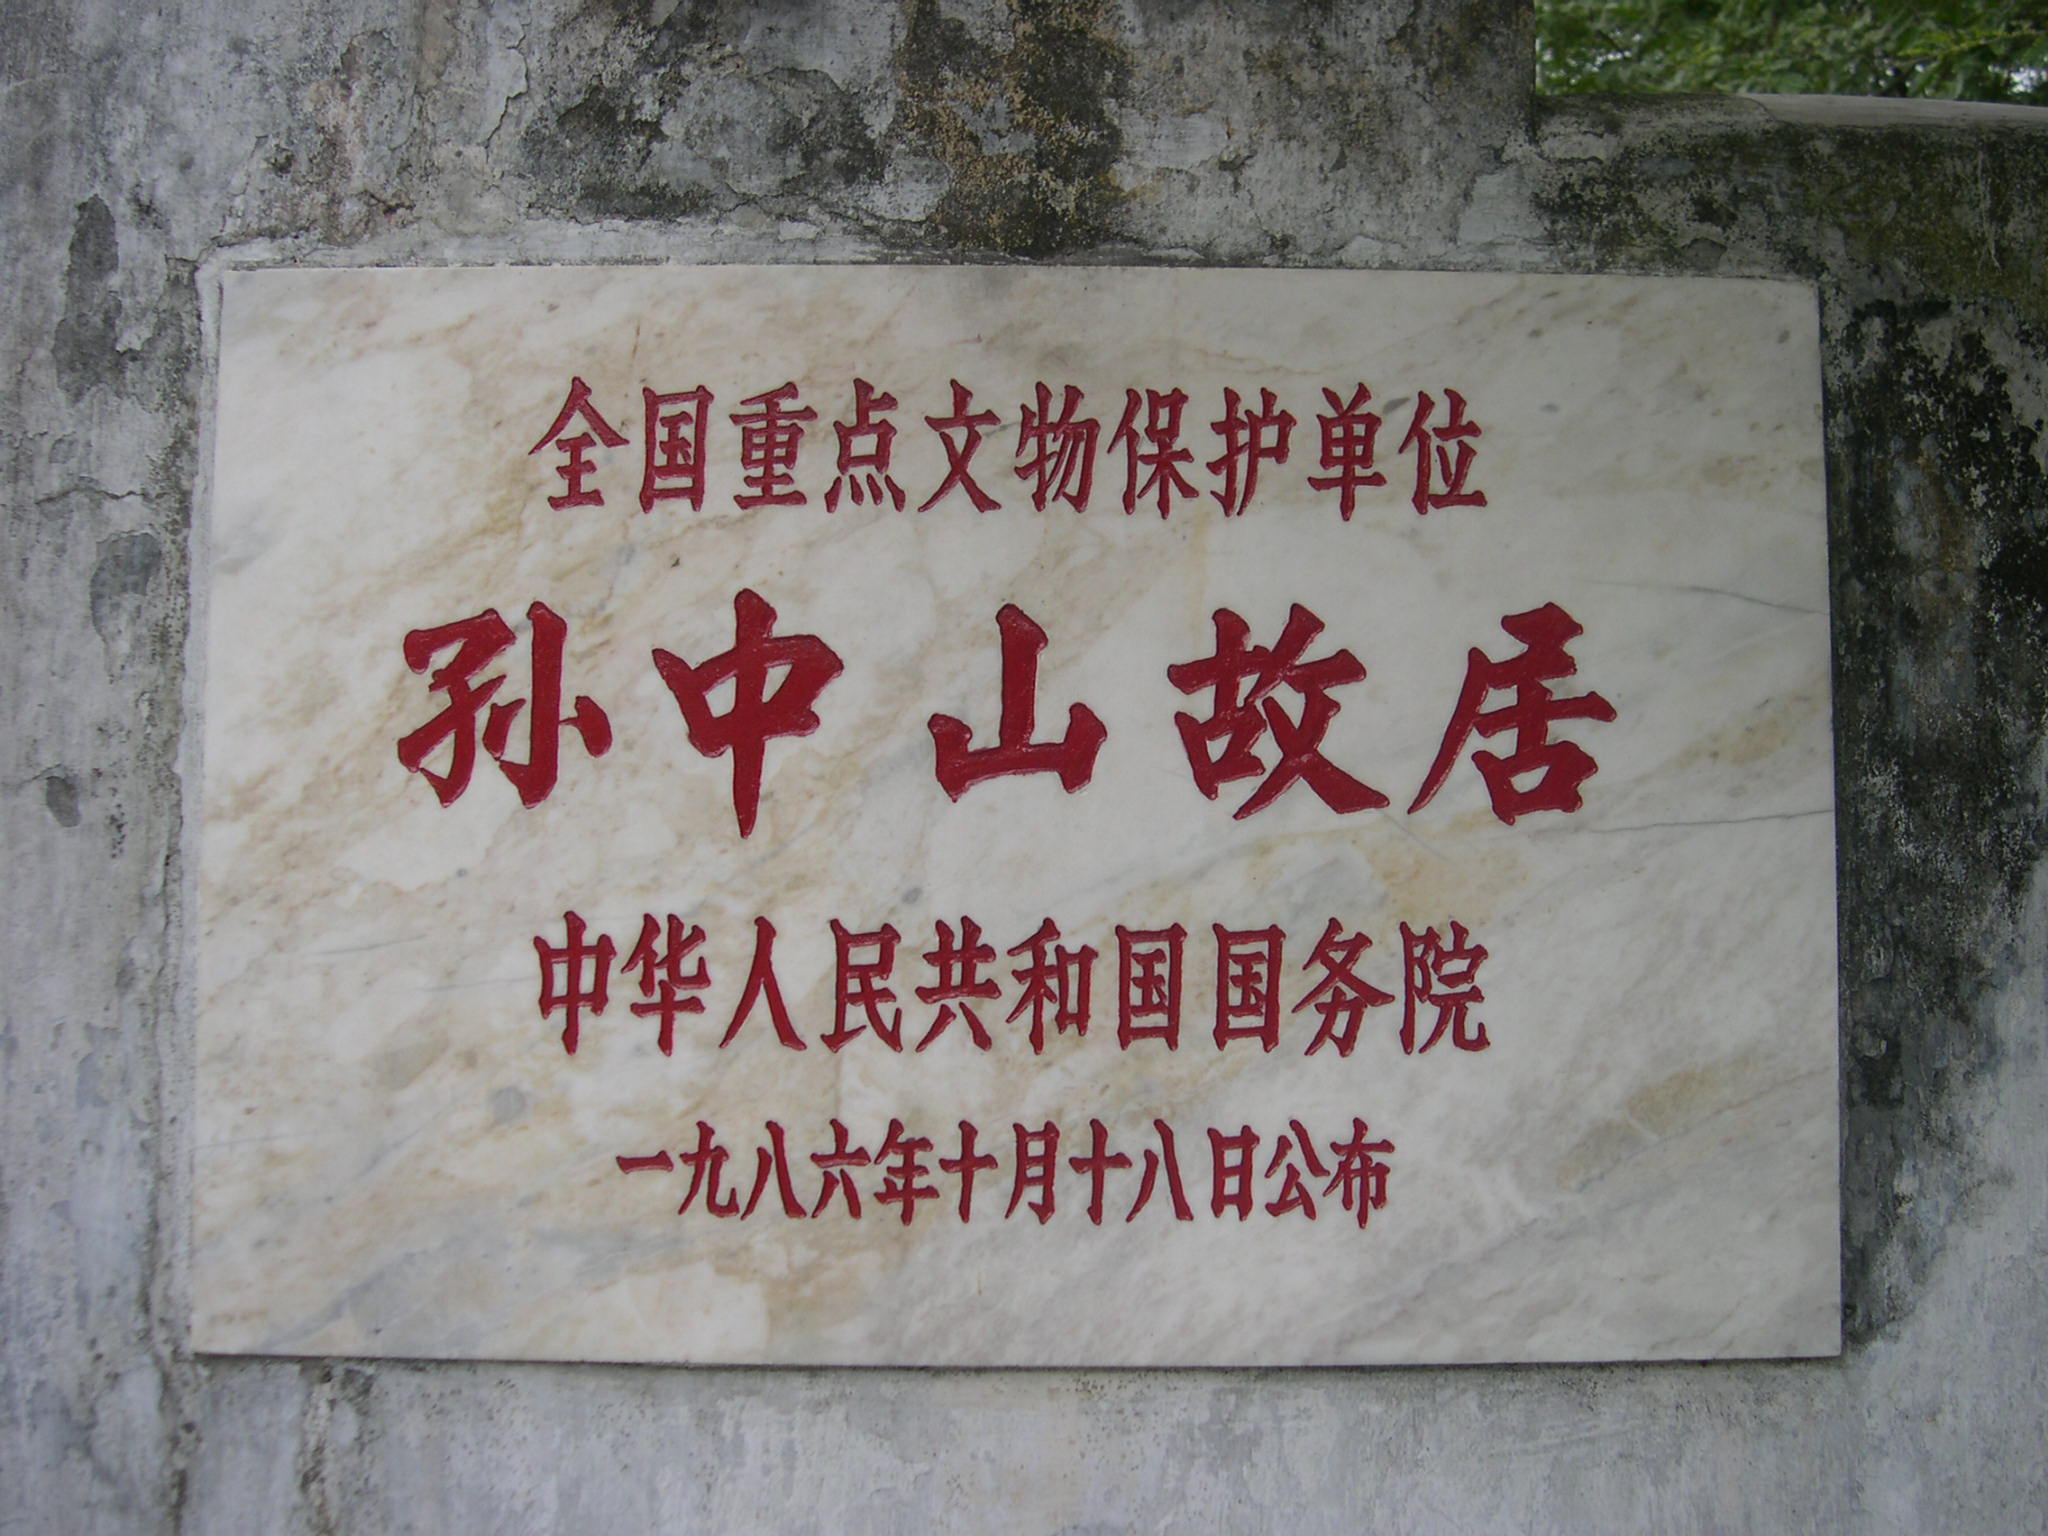 全国重点文物保护单位
孙中山故居
中华人民共和国国务院
一九八六年十月十八日公布